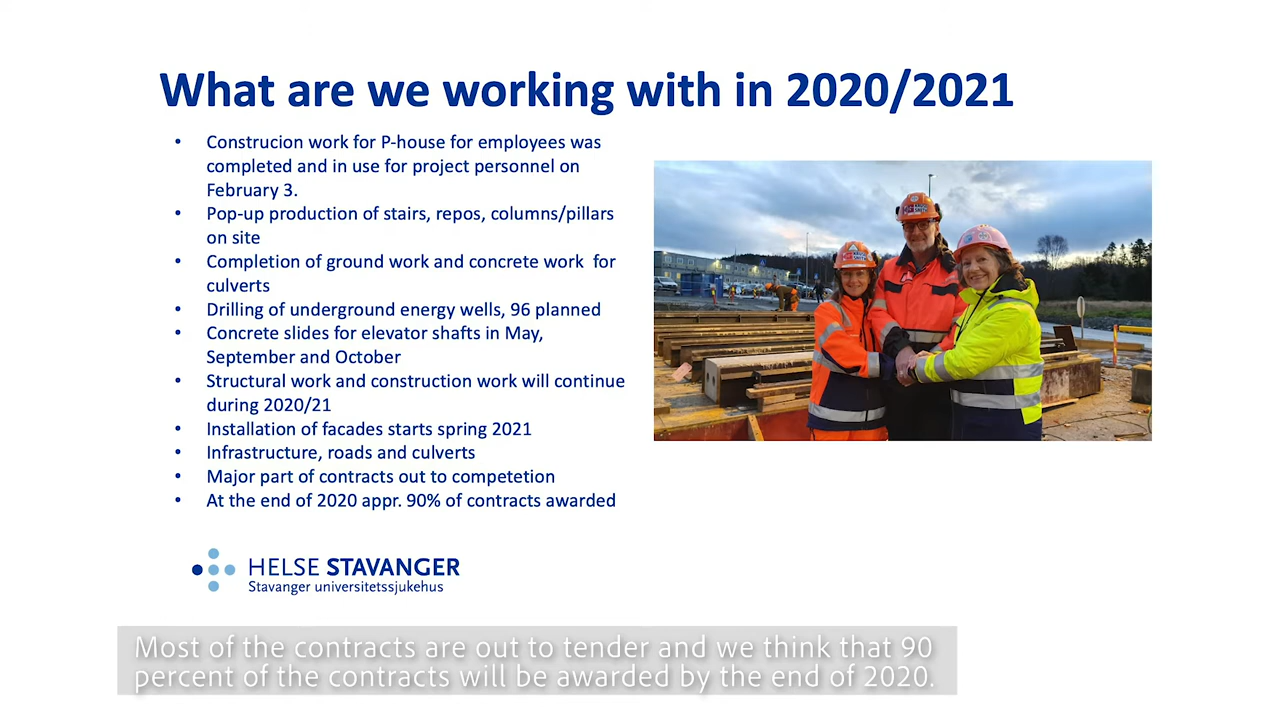 What are we working with in 2020/2021
• Construcion work for P-house for employees was
completed and in use for project personnel on
February 3.
• Pop-up production of stairs, repos, columns/pillars
on site
• Completion of ground work and concrete work for
culverts
• Drilling of underground energy wells, 96 planned
• Concrete slides for elevator shafts in May,
September and October
• Structural work and construction work will continue
during 2020/21
• Installation of facades starts spring 2021
• Infrastructure, roads and culverts
• Major part of contracts out to competetion
• At the end of 2020 appr. 90% of contracts awarded
HELSE STAVANGER
Stavanger universitetssjukehus
Most of the contracts are out to tender and we think that 90
percent of the contracts will be awarded by the end of 2020.